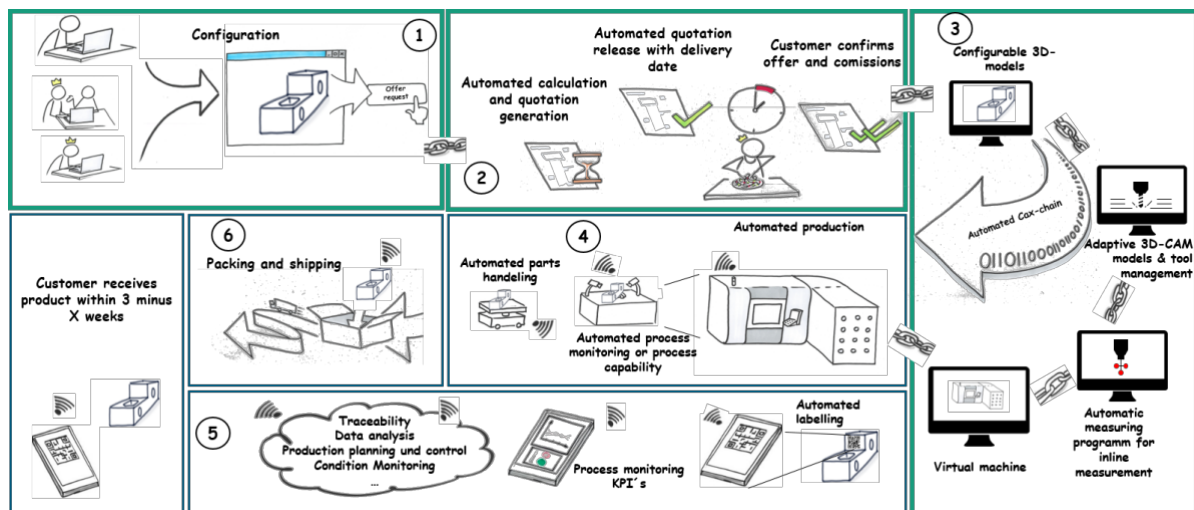 Configuration
1
Offer
request
Automated calculation
and quotation
generation
2
Automated quotation
release with delivery
date
Customer confirms
offer and comissions
3
Configurable 3D-
models
Automated Cax-chain
Adaptive 3D-CAM
models & tool
management
Automatic
measuring
programm for
inline
measurement
Virtual machine
4
Automated production
Automated parts
handeling
Automated process
monitoring or process
capability
5
Traceability
Data analysis
Production planning und control
Condition Monitoring
...
Process monitoring
KPI´s
Automated
labelling
6
Packing and shipping
Customer receives
product within 3 minus
X weeks